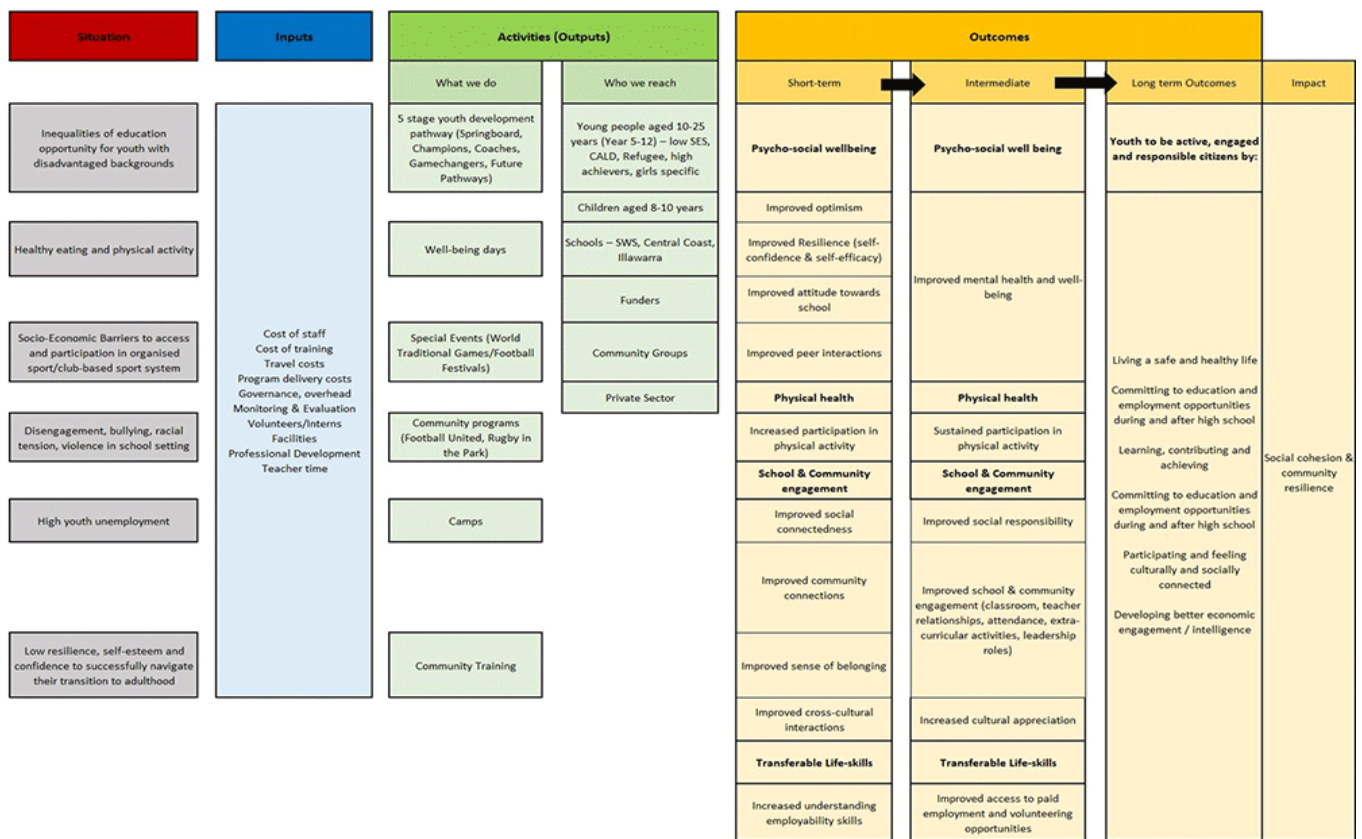 Situation
Inputs
Activities (Outputs)
Outcomes
What we do
Who we reach
Short-term
Intermediate
Long term Outcomes
Impact
Inequalities of education
opportunity for youth with
disadvantaged backgrounds
Healthy eating and physical activity
Socio-Economic Barriers to access
and participation in organised
sport/club-based sport system
Disengagement, bullying, racial
tension, violence in school setting
High youth unemployment
Low resilience, self-esteem and
confidence to successfully navigate
their transition to adulthood
Cost of staff
Cost of training
Travel costs
Program delivery costs
Governance, overhead
Monitoring & Evaluation
Volunteers/Interns
Facilities
Professional Development
Teacher time
5 stage youth development
pathway (Springboard,
Champions, Coaches,
Gamechangers, Future
Pathways)
Well-being days
Special Events (World
Traditional Games/Football
Festivals)
Community programs
(Football United, Rugby in
the Park)
Camps
Community Training
Young people aged 10-25
years (Year 5-12) – low SES,
CALD, Refugee, high
achievers, girls specific
Children aged 8-10 years
Schools – SWS, Central Coast,
Illawarra
Funders
Community Groups
Private Sector
Psycho-social wellbeing
Improved optimism
Improved Resilience (self-
confidence & self-efficacy)
Improved attitude towards
school
Improved peer interactions
Physical health
Increased participation in
physical activity
School & Community
engagement
Improved social
connectedness
Improved community
connections
Improved sense of belonging
Improved cross-cultural
interactions
Transferable Life-skills
Increased understanding
employability skills
Psycho-social well being
Improved mental health and well-
being
Physical health
Sustained participation in
physical activity
School & Community
engagement
Improved social responsibility
Improved school & community
engagement (classroom, teacher
relationships, attendance, extra-
curricular activities, leadership
roles)
Increased cultural appreciation
Transferable Life-skills
Improved access to paid
employment and volunteering
opportunities
Youth to be active, engaged
and responsible citizens by:
Living a safe and healthy life
Committing to education and
employment opportunities
during and after high school
Learning, contributing and
achieving
Committing to education and
employment opportunities
during and after high school
Participating and feeling
culturally and socially
connected
Developing better economic
engagement / intelligence
Social cohesion &
community
resilience